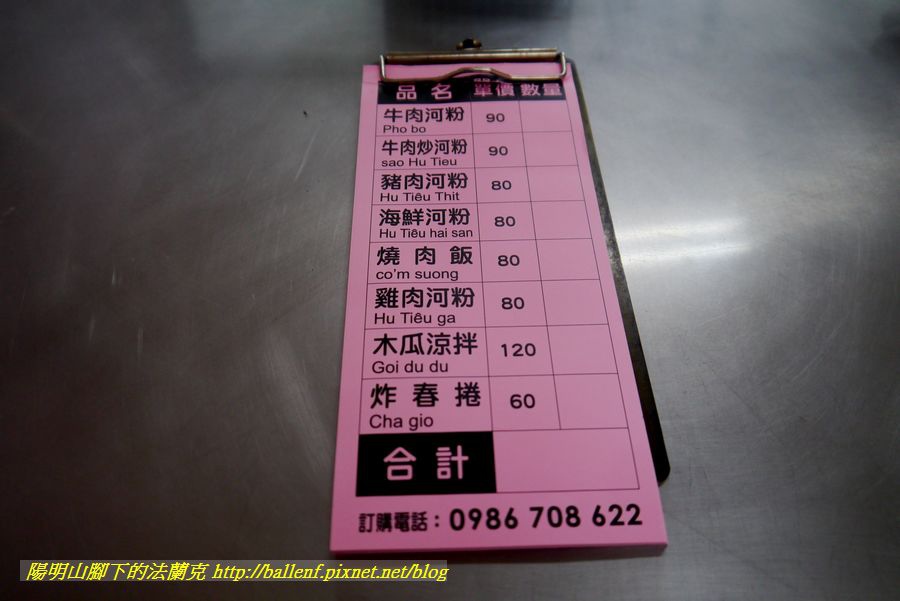 品名 單價 數量
牛肉河粉 90
Pho bo
牛肉炒河粉 90
sao Hu Tieu
豬肉河粉 80
Hu Tiêu Thit
海鮮河粉 80
Hu Tiêu hai san
燒肉飯 80
co'm suong
雞肉河粉 80
Hu Tiêu ga
木瓜涼拌 120
Goi du du
炸春捲 60
Cha gio
合計
訂購電話：0986 708 622
陽明山腳下的法蘭克 http://ballenf.pixnet.net/blog